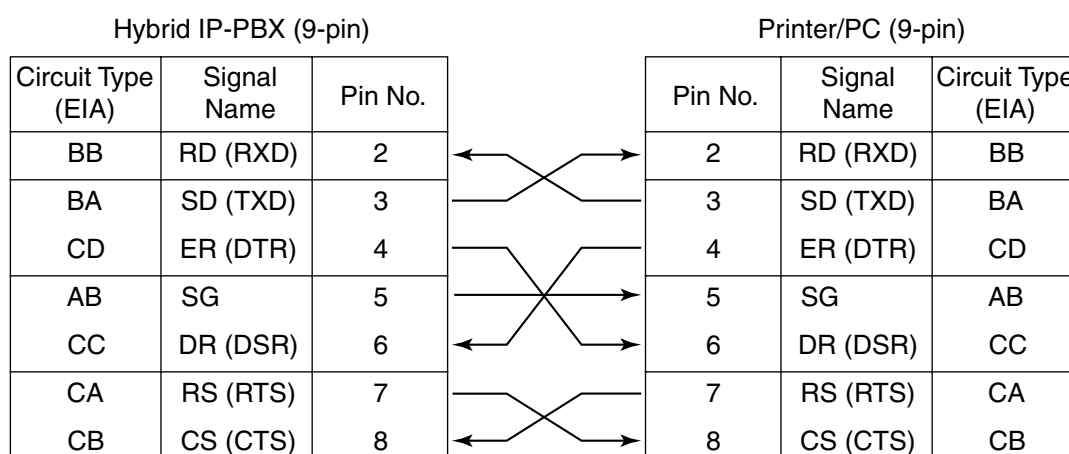 Hybrid IP-PBX (9-pin) Printer/PC (9-pin)
Circuit Type (EIA) Signal Name Pin No. Pin No. Signal Name Circuit Type (EIA)
BB RD (RXD) 2 2 RD (RXD) BB
BA SD (TXD) 3 3 SD (TXD) BA
CD ER (DTR) 4 4 ER (DTR) CD
AB SG 5 5 SG AB
CC DR (DSR) 6 6 DR (DSR) CC
CA RS (RTS) 7 7 RS (RTS) CA
CB CS (CTS) 8 8 CS (CTS) CB